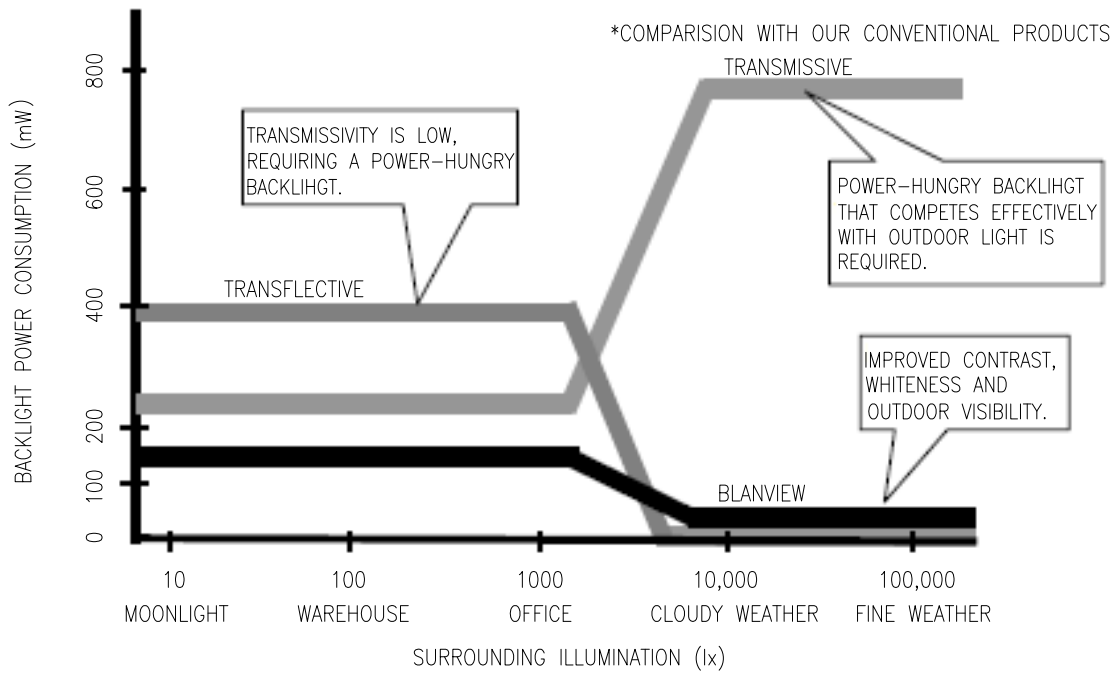 *COMPARISION WITH OUR CONVENTIONAL PRODUCTS
TRANSMISSIVE
800
TRANSMISSIVITY IS LOW,
REQUIRING A POWER-HUNGRY
BACKLIHGT.
POWER-HUNGRY BACKLIHGT
THAT COMPETES EFFECTIVELY
WITH OUTDOOR LIGHT IS
REQUIRED.
600
BACKLIGHT POWER CONSUMPTION (mW)
TRANSFLECTIVE
400
IMPROVED CONTRAST,
WHITENESS AND
OUTDOOR VISIBILITY.
200
100
BLANVIEW
0
10 100 1000 10,000 100,000
MOONLIGHT WAREHOUSE OFFICE CLOUDY WEATHER FINE WEATHER
SURROUNDING ILLUMINATION (lx)